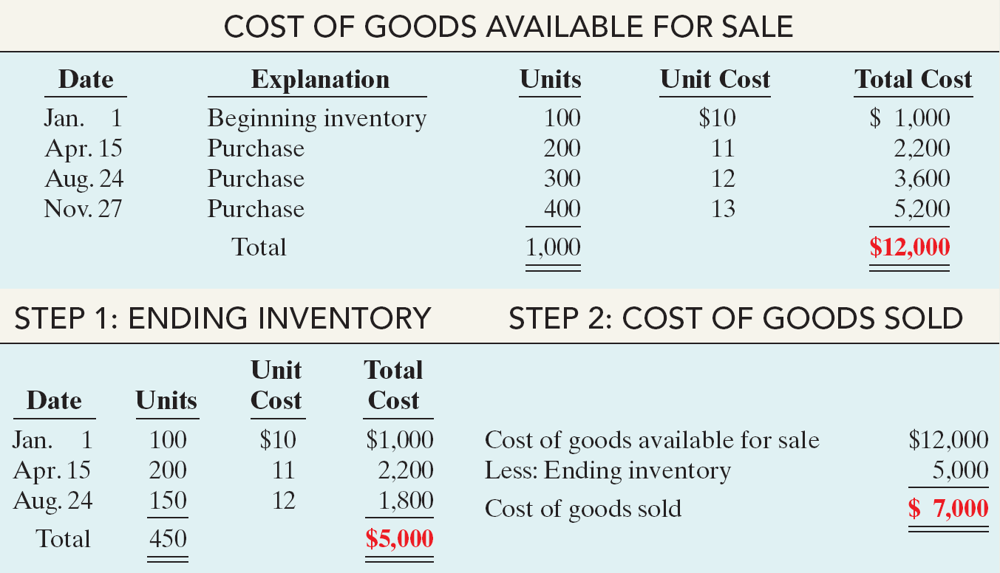 COST OF GOODS AVAILABLE FOR SALE
Date Explanation Units Unit Cost Total Cost
Jan. 1 Beginning inventory 100 $10 $ 1,000
Apr. 15 Purchase 200 11 2,200
Aug. 24 Purchase 300 12 3,600
Nov. 27 Purchase 400 13 5,200
Total 1,000 $12,000
STEP 1: ENDING INVENTORY
Unit Total
Date Units Cost Cost
Jan. 1 100 $10 $1,000
Apr. 15 200 11 2,200
Aug. 24 150 12 1,800
Total 450 $5,000
STEP 2: COST OF GOODS SOLD
Cost of goods available for sale $12,000
Less: Ending inventory 5,000
Cost of goods sold $ 7,000